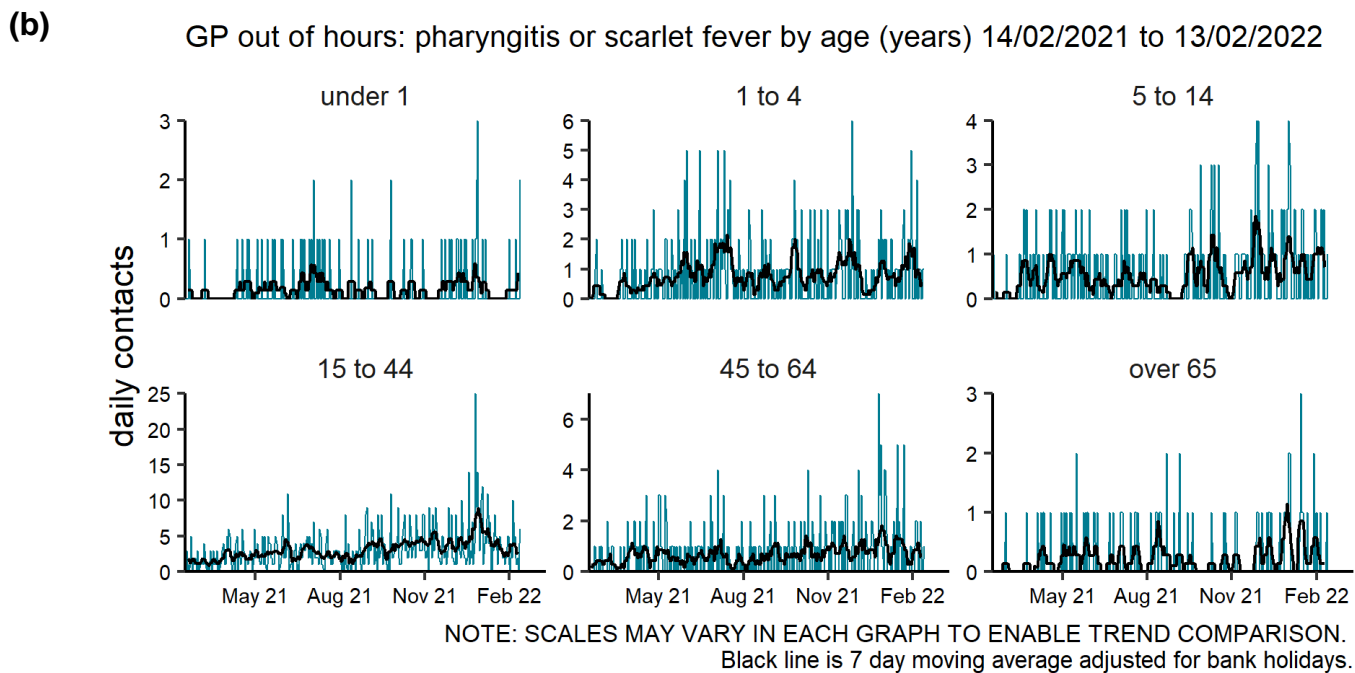 (b)
GP out of hours: pharyngitis or scarlet fever by age (years) 14/02/2021 to 13/02/2022
daily contacts
under 1
3
2
1
0
1 to 4
6
5
4
3
2
1
0
5 to 14
4
3
2
1
0
15 to 44
25
20
15
10
5
0
May 21 Aug 21 Nov 21 Feb 22
45 to 64
6
4
2
0
May 21 Aug 21 Nov 21 Feb 22
over 65
3
2
1
0
May 21 Aug 21 Nov 21 Feb 22
NOTE: SCALES MAY VARY IN EACH GRAPH TO ENABLE TREND COMPARISON.
Black line is 7 day moving average adjusted for bank holidays.